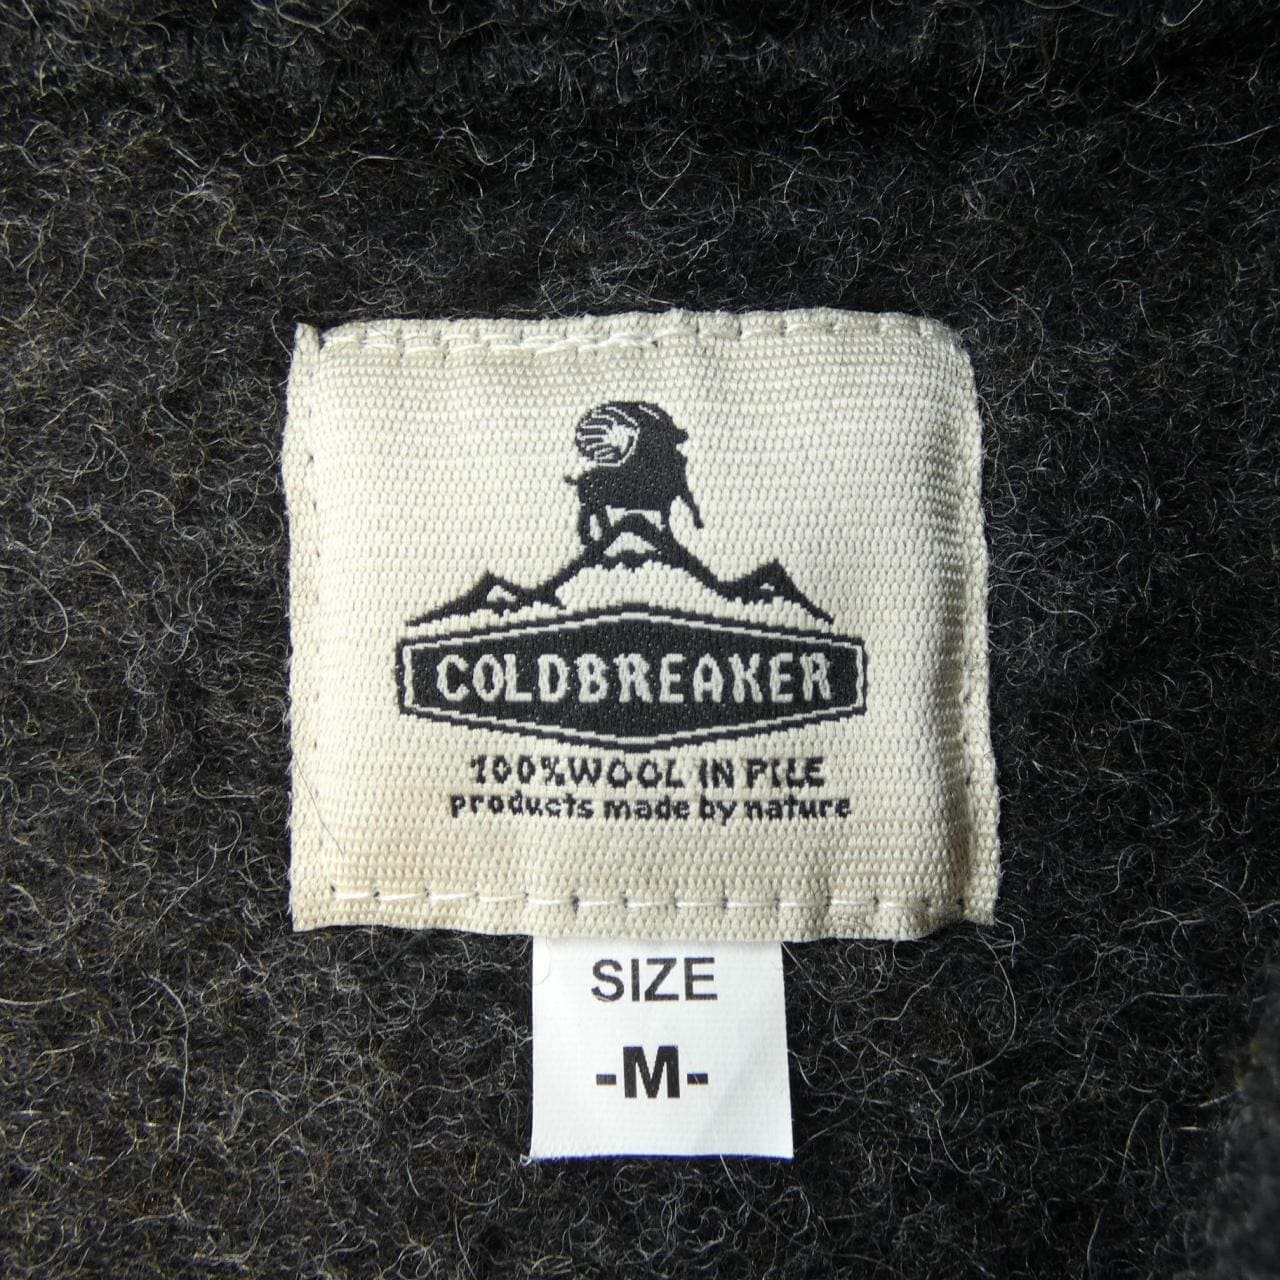 COLDBREAKER
100%WOOL IN PILE
products made by nature
SIZE
-M-